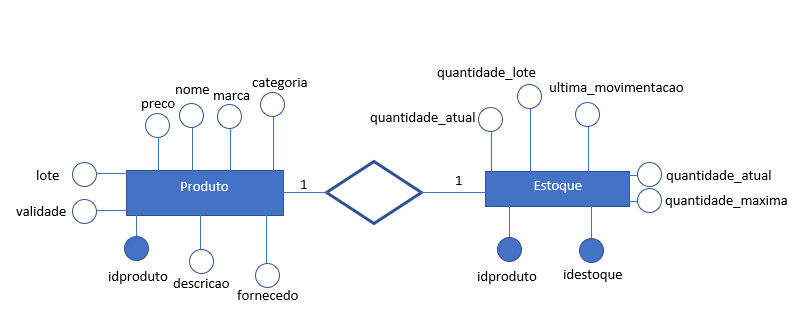 quantidade_lote
categoria
nome
ultima_movimentacao
preco
marca
quantidade_atual
lote
Produto
1
1
Estoque
quantidade_atual
validade
quantidade_maxima
idproduto
descricao
fornecedo
idproduto
idestoque